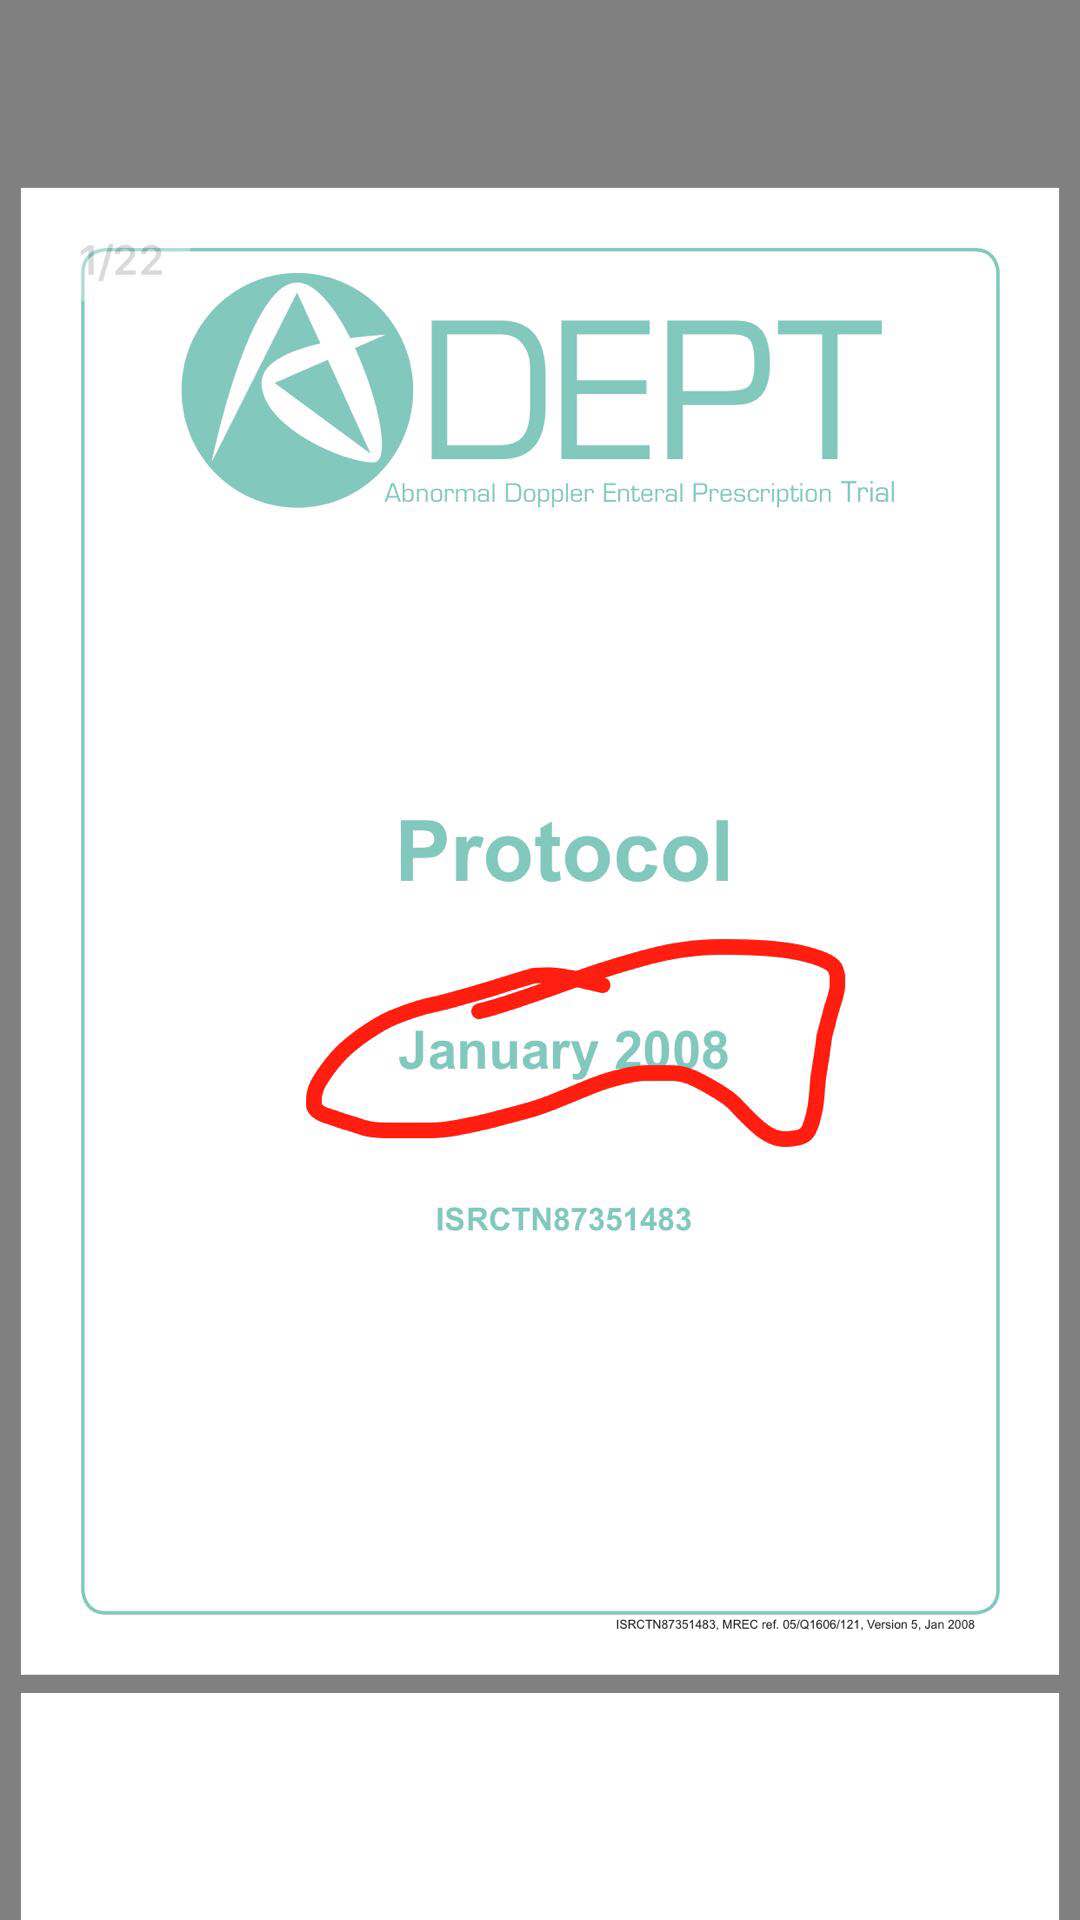 1/22
ADEPT
Abnormal Doppler Enteral Prescription Trial
Protocol
January 2008
ISRCTN87351483
ISRCTN87351483, MREC ref. 05/Q1606/121, Version 5, Jan 2008